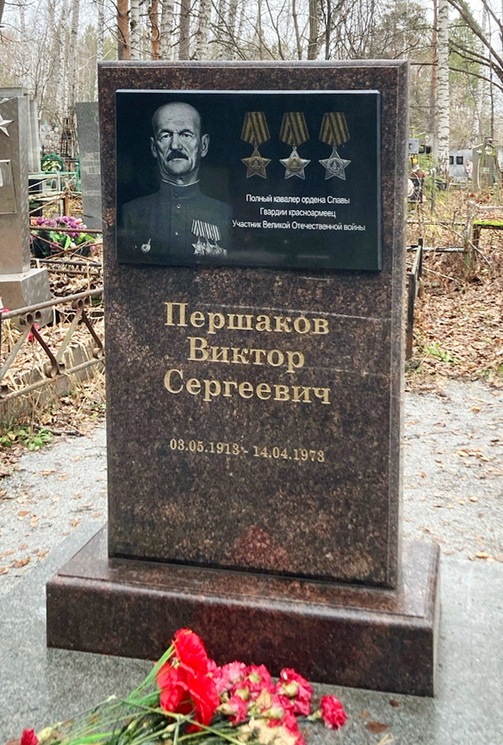 Полный кавалер ордена Славы
Гвардии красноармеец
Участник Великой Отечественной войны
Першаков
Виктор
Сергеевич
03.05.1913 - 14.04.1973